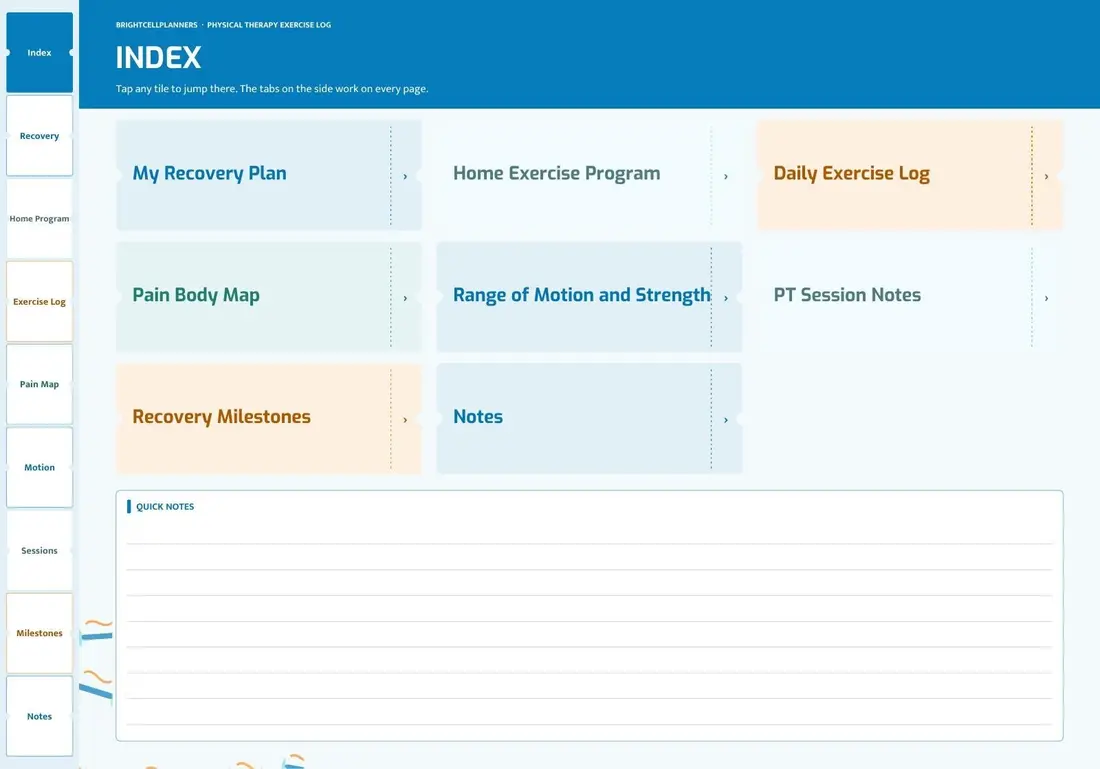 BRIGHTCELLPLANNERS · PHYSICAL THERAPY EXERCISE LOG
INDEX
Tap any tile to jump there. The tabs on the side work on every page.
Index
Recovery
Home Program
Exercise Log
Pain Map
Motion
Sessions
Milestones
Notes
My Recovery Plan ›
Home Exercise Program ›
Daily Exercise Log ›
Pain Body Map ›
Range of Motion and Strength ›
PT Session Notes ›
Recovery Milestones ›
Notes ›
QUICK NOTES